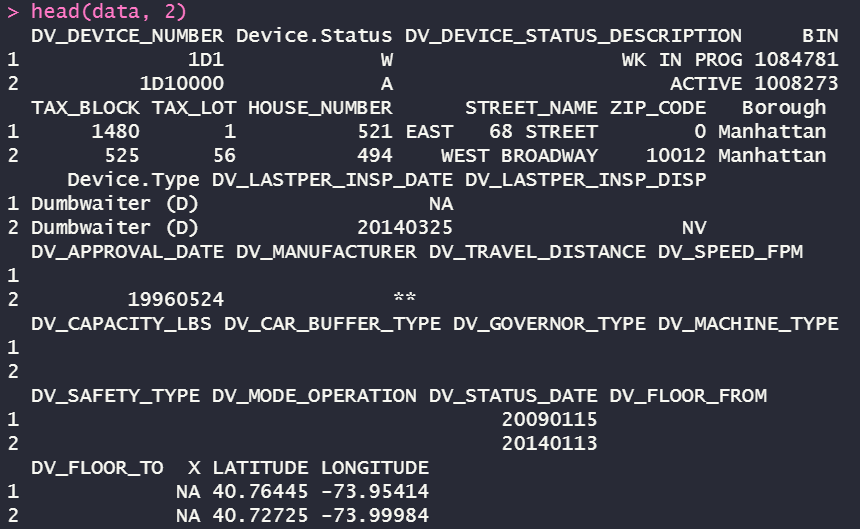 > head(data, 2)
  DV_DEVICE_NUMBER Device.Status DV_DEVICE_STATUS_DESCRIPTION     BIN
1              1D1             W                   WK IN PROG 1084781
2          1D10000             A                       ACTIVE 1008273
  TAX_BLOCK TAX_LOT HOUSE_NUMBER      STREET_NAME ZIP_CODE   Borough
1      1480       1          521 EAST   68 STREET        0 Manhattan
2       525      56          494    WEST BROADWAY    10012 Manhattan
     Device.Type DV_LASTPER_INSP_DATE DV_LASTPER_INSP_DISP
1 Dumbwaiter (D)                   NA
2 Dumbwaiter (D)             20140325                   NV
  DV_APPROVAL_DATE DV_MANUFACTURER DV_TRAVEL_DISTANCE DV_SPEED_FPM
1
2         19960524              **
  DV_CAPACITY_LBS DV_CAR_BUFFER_TYPE DV_GOVERNOR_TYPE DV_MACHINE_TYPE
1
2
  DV_SAFETY_TYPE DV_MODE_OPERATION DV_STATUS_DATE DV_FLOOR_FROM
1                                        20090115
2                                        20140113
  DV_FLOOR_TO  X LATITUDE LONGITUDE
1             NA 40.76445 -73.95414
2             NA 40.72725 -73.99984